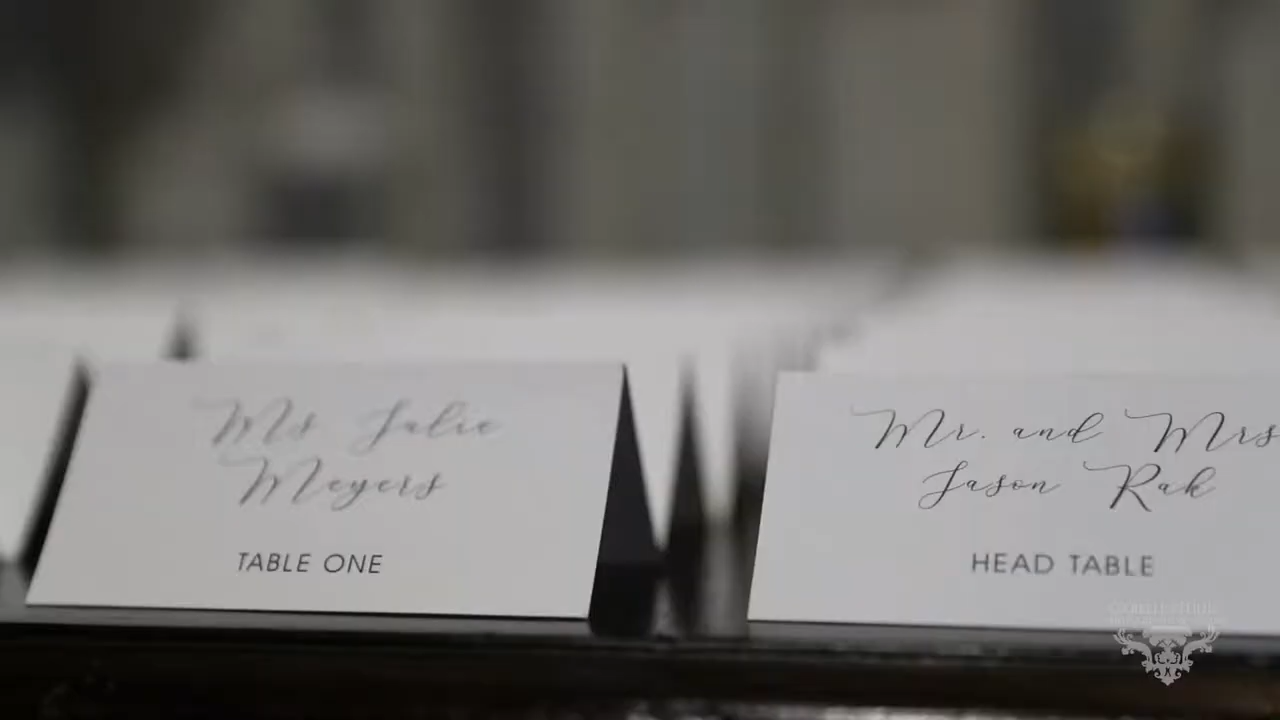 Ms Julie
Meyers
TABLE ONE
Mr. and Mrs
Jason Rak
HEAD TABLE